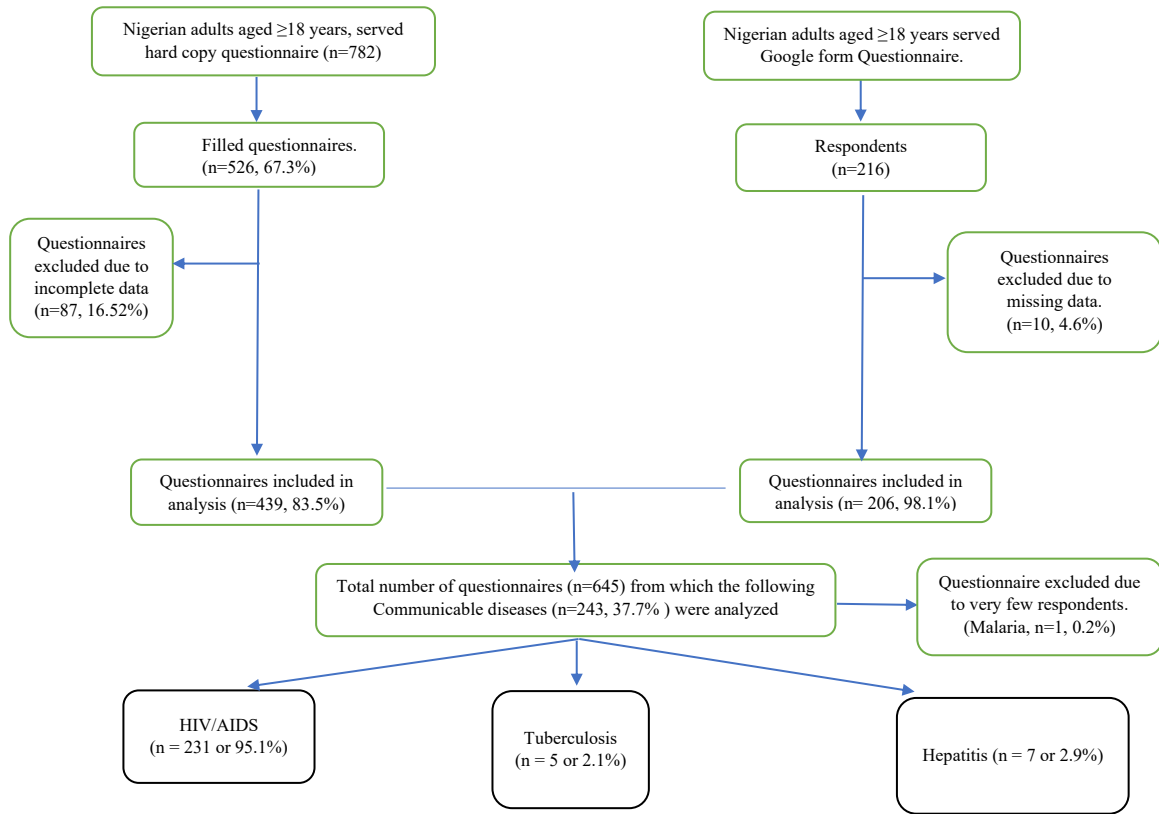 Nigerian adults aged ≥18 years, served
hard copy questionnaire (n=782)
Nigerian adults aged ≥18 years served
Google form Questionnaire.
Filled questionnaires.
(n=526, 67.3%)
Respondents
(n=216)
Questionnaires
excluded due to
incomplete data
(n=87, 16.52%)
Questionnaires
excluded due to
missing data.
(n=10, 4.6%)
Questionnaires included in
analysis (n=439, 83.5%)
Questionnaires included in
analysis (n= 206, 98.1%)
Total number of questionnaires (n=645) from which the following
Communicable diseases (n=243, 37.7% ) were analyzed
Questionnaire excluded due
to very few respondents.
(Malaria, n=1, 0.2%)
HIV/AIDS
(n = 231 or 95.1%)
Tuberculosis
(n = 5 or 2.1%)
Hepatitis (n = 7 or 2.9%)